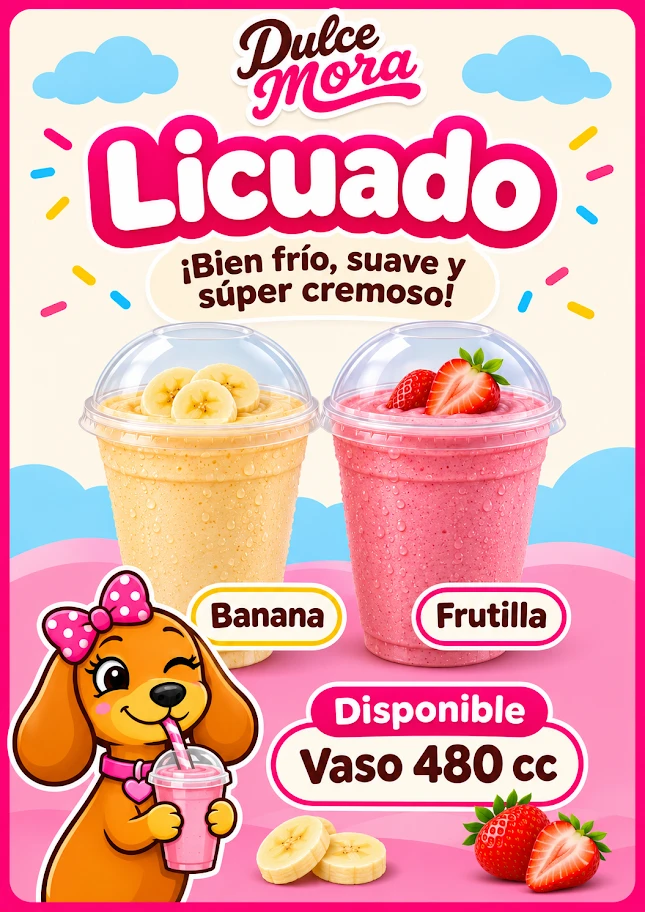 Dulce
Mora
Licuado
¡Bien frío, suave y
súper cremoso!
Banana
Frutilla
Disponible
Vaso 480 cc